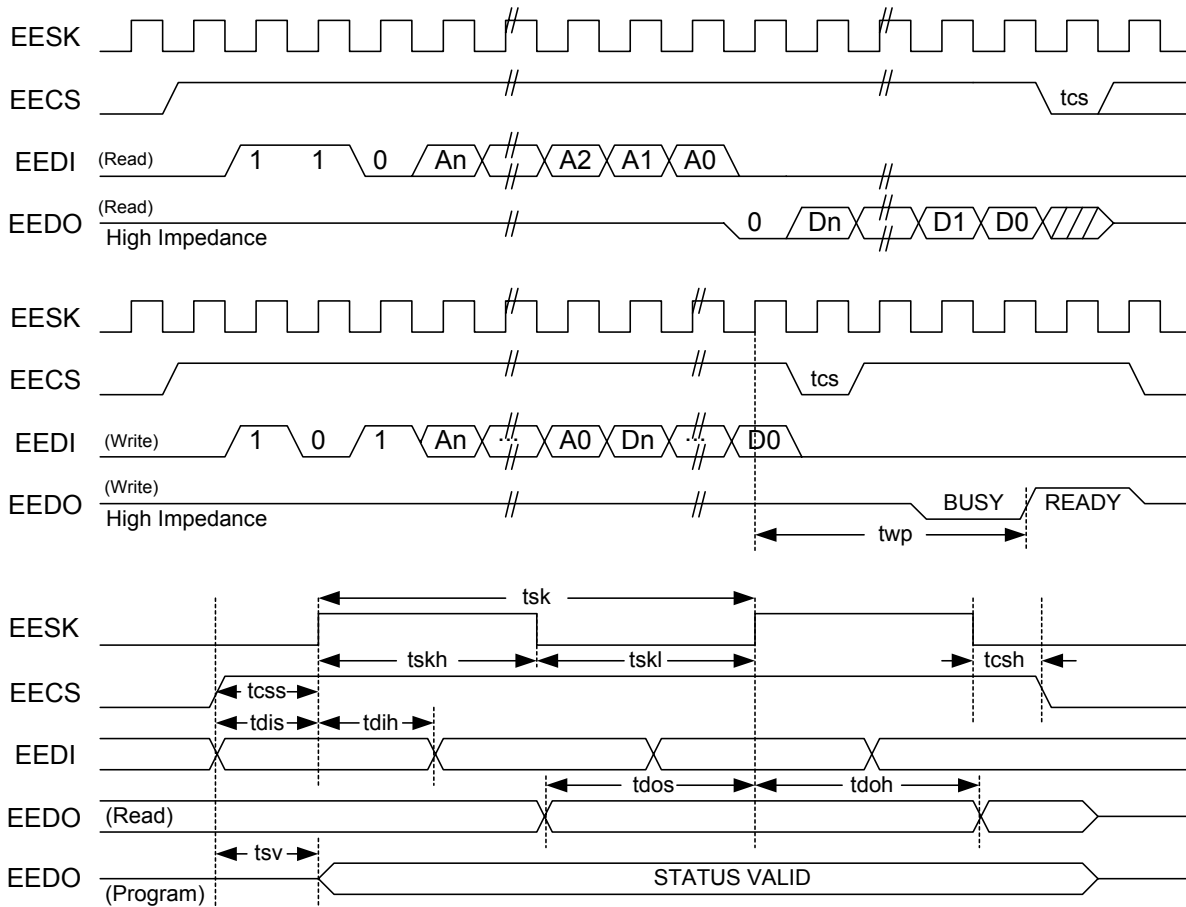 EESK
EECS tcs
EEDI (Read) 1 1 0 An A2 A1 A0
EEDO (Read) High Impedance 0 Dn D1 D0
EESK
EECS tcs
EEDI (Write) 1 0 1 An ... A0 Dn ... D0
EEDO (Write) High Impedance BUSY READY
twp
tsk
EESK
tskh tskl tcsh
EECS tcss
tdis tdih
EEDI
tdos tdoh
EEDO (Read)
tsv
EEDO (Program) STATUS VALID